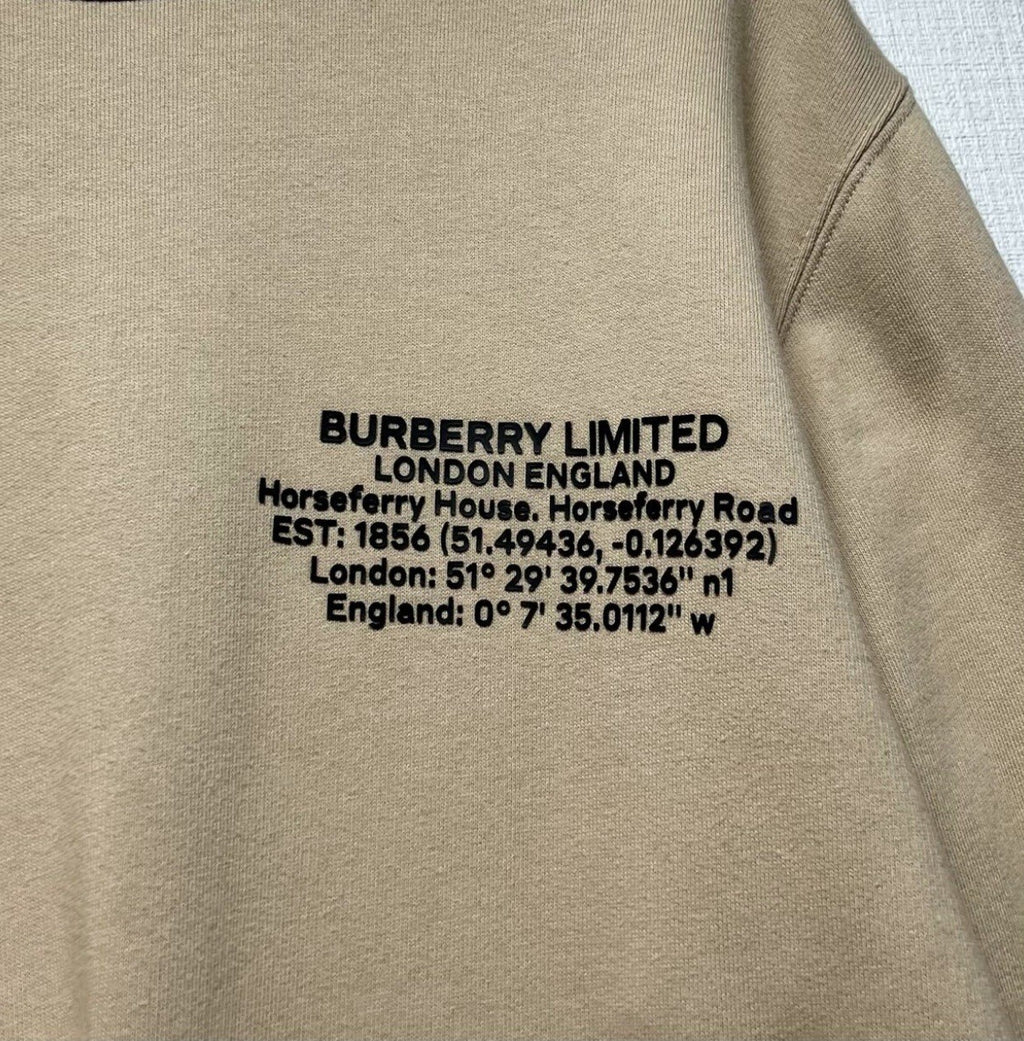 BURBERRY LIMITED
LONDON ENGLAND
Horseferry House. Horseferry Road
EST: 1856 (51.49436, -0.126392)
London: 51° 29' 39.7536" n1
England: 0° 7' 35.0112" w